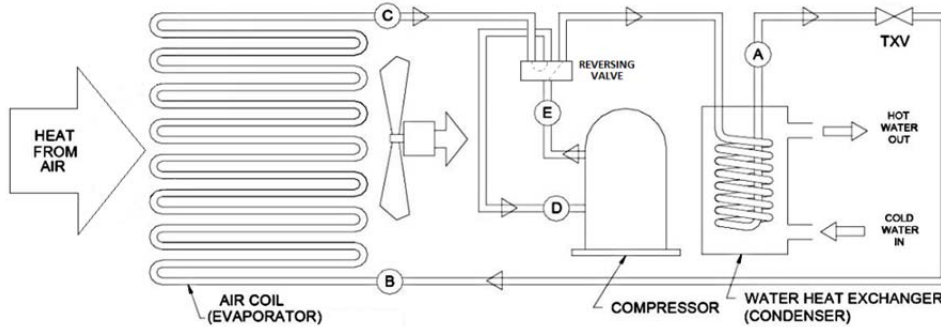 C
A
TXV
REVERSING
VALVE
HEAT
FROM
AIR
E
HOT
WATER
OUT
D
COLD
WATER
IN
B
AIR COIL
(EVAPORATOR)
COMPRESSOR
WATER HEAT EXCHANGER
(CONDENSER)